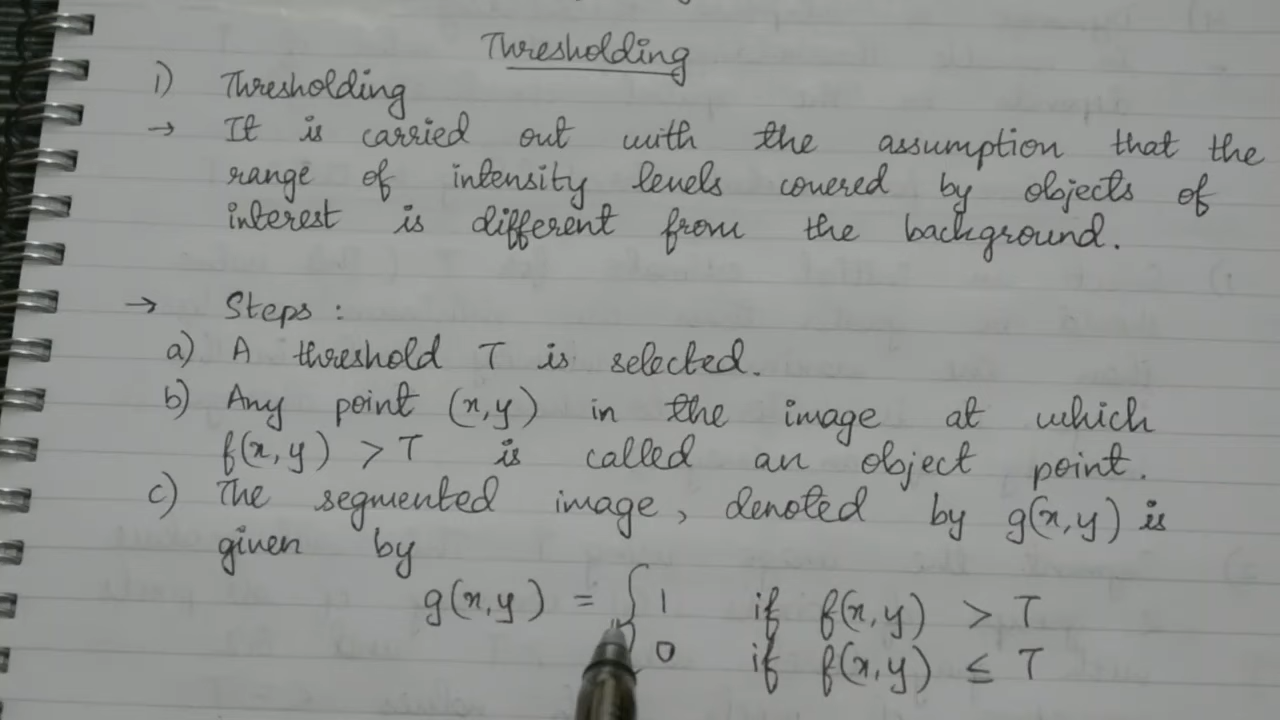 Thresholding
1) Thresholding
→ It is carried out with the assumption that the
range of intensity levels covered by objects of
interest is different from the background.
→ Steps :
a) A threshold T is selected.
b) Any point (x,y) in the image at which
f(x,y) > T is called an object point.
c) The segmented image, denoted by g(x,y) is
given by
g(x,y) = { 1 if f(x,y) > T
0 if f(x,y) ≤ T